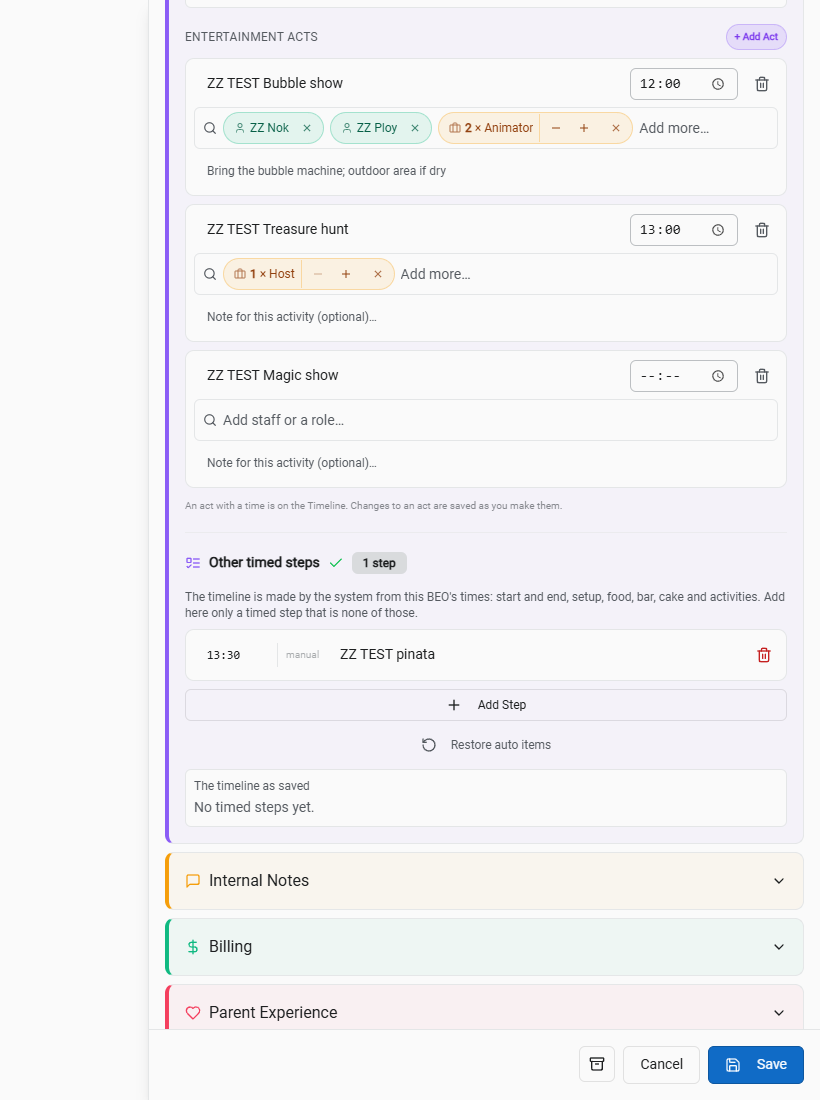 ENTERTAINMENT ACTS
+ Add Act
ZZ TEST Bubble show
12:00
ZZ Nok
ZZ Ploy
2 × Animator
Add more…
Bring the bubble machine; outdoor area if dry
ZZ TEST Treasure hunt
13:00
1 × Host
Add more…
Note for this activity (optional)…
ZZ TEST Magic show
--:--
Add staff or a role…
Note for this activity (optional)…
An act with a time is on the Timeline. Changes to an act are saved as you make them.
Other timed steps
1 step
The timeline is made by the system from this BEO's times: start and end, setup, food, bar, cake and activities. Add
here only a timed step that is none of those.
13:30
manual
ZZ TEST pinata
Add Step
Restore auto items
The timeline as saved
No timed steps yet.
Internal Notes
Billing
Parent Experience
Cancel
Save